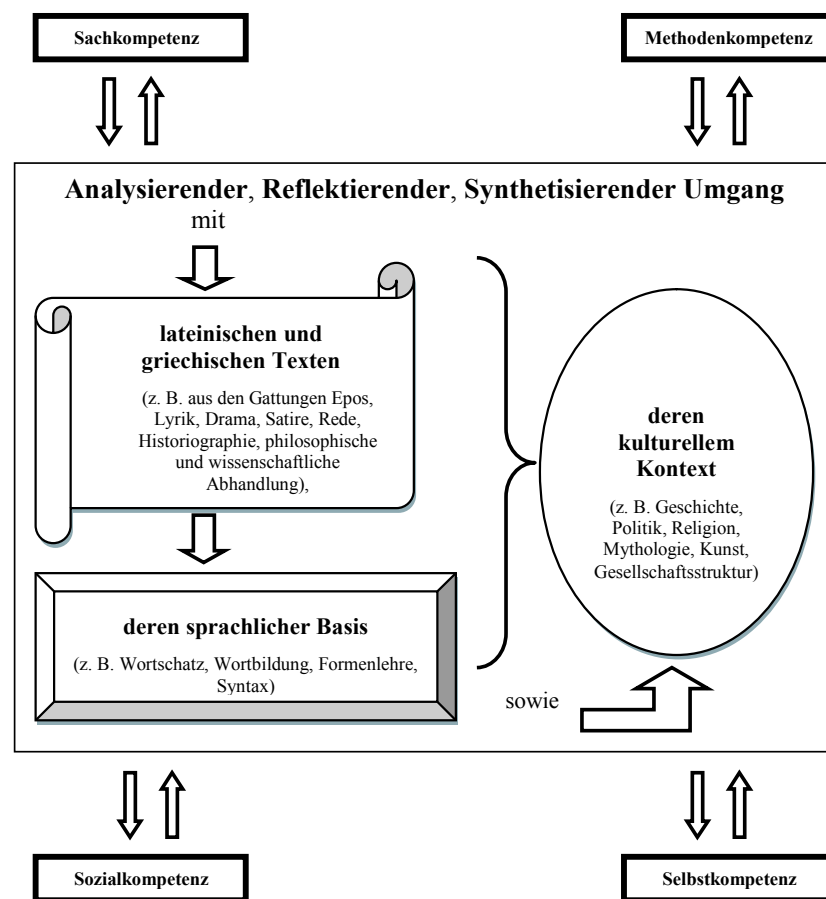 Sachkompetenz
Methodenkompetenz
Analysierender, Reflektierender, Synthetisierender Umgang
mit
lateinischen und
griechischen Texten
(z. B. aus den Gattungen Epos,
Lyrik, Drama, Satire, Rede,
Historiographie, philosophische
und wissenschaftliche
Abhandlung),
deren sprachlicher Basis
(z. B. Wortschatz, Wortbildung, Formenlehre,
Syntax)
sowie
deren
kulturellem
Kontext
(z. B. Geschichte,
Politik, Religion,
Mythologie, Kunst,
Gesellschaftsstruktur)
Sozialkompetenz
Selbstkompetenz